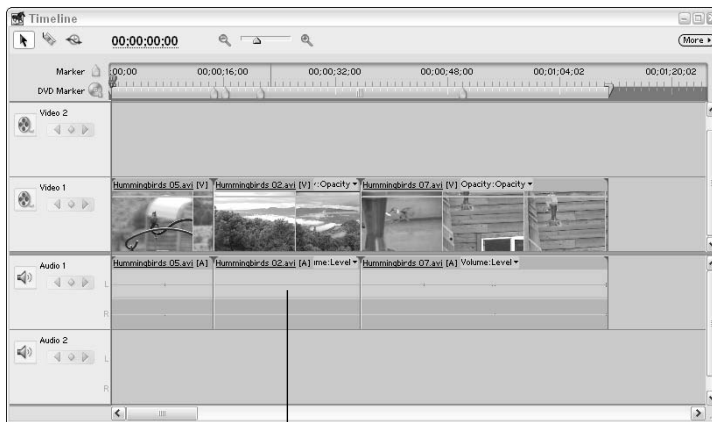 Timeline
00;00;00;00
More
Marker
00;00
00;00;16;00
00;00;32;00
00;00;48;00
00;01;04;02
00;01;20;02
DVD Marker
Video 2
Video 1
Hummingbirds 05.avi [V]
Hummingbirds 02.avi [V] :Opacity
Hummingbirds 07.avi [V] Opacity:Opacity
Audio 1
Hummingbirds 05.avi [A]
Hummingbirds 02.avi [A] me:Level
Hummingbirds 07.avi [A] Volume:Level
L
R
Audio 2
L
R